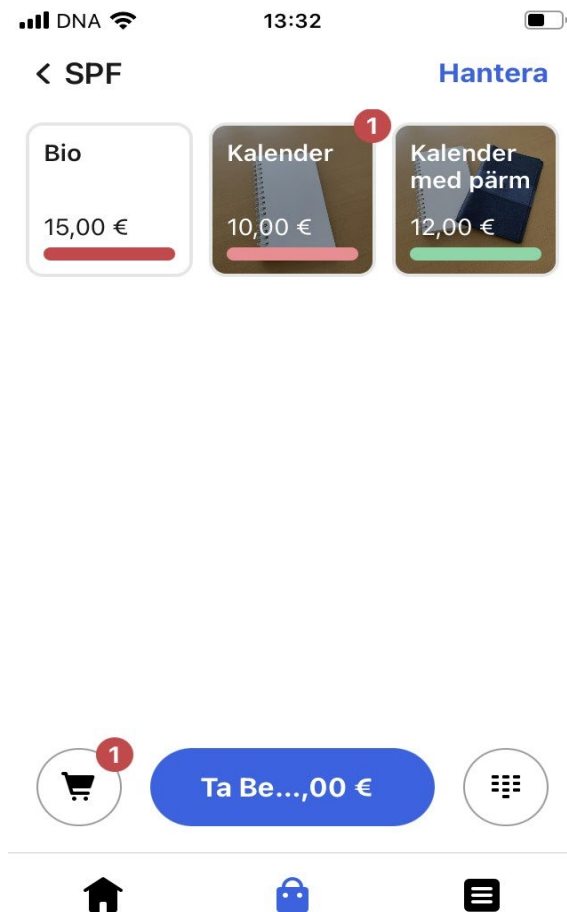 DNA
13:32
SPF
Hantera
Bio
15,00 €
Kalender
10,00 €
1
Kalender
med pärm
12,00 €
1
Ta Be...,00 €